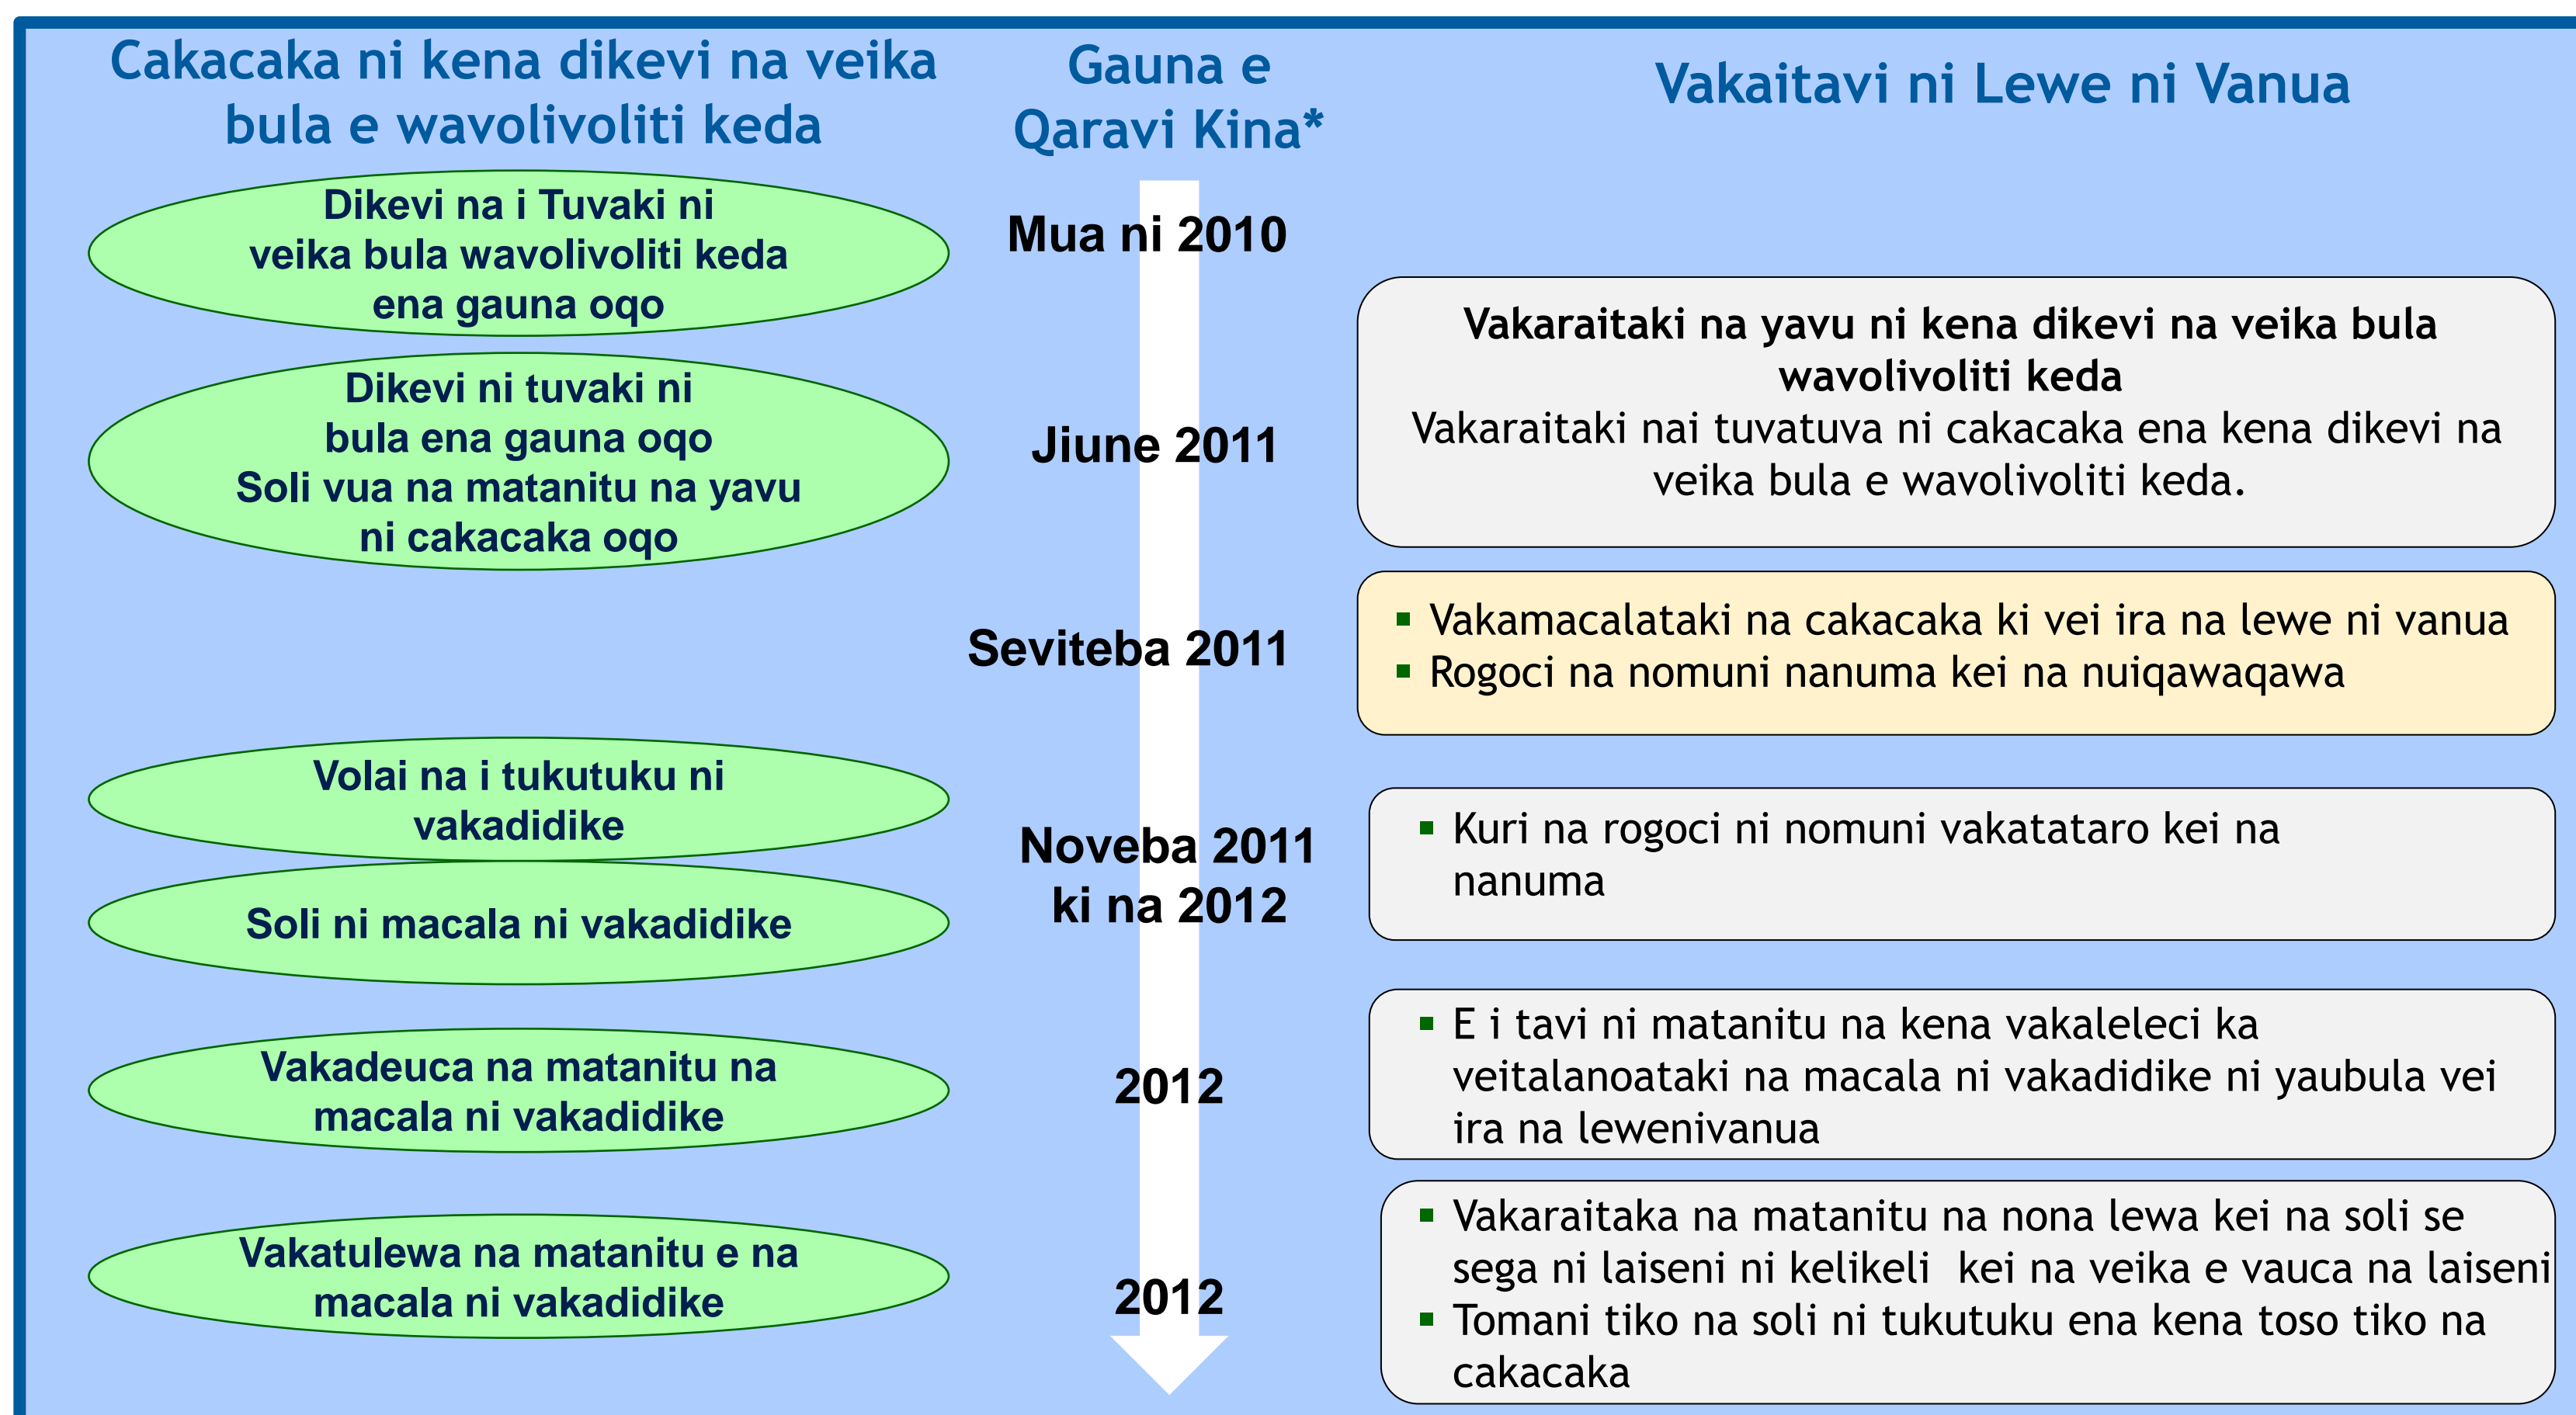 Cakacaka ni kena dikevi na veika
bula e wavolivoliti keda
Gauna e
Qaravi Kina*
Vakaitavi ni Lewe ni Vanua
Dikevi na i Tuvaki ni
veika bula wavolivoliti keda
ena gauna oqo
Mua ni 2010
Vakaraitaki na yavu ni kena dikevi na veika bula
wavolivoliti keda
Vakaraitaki nai tuvatuva ni cakacaka ena kena dikevi na
veika bula e wavolivoliti keda.
Dikevi ni tuvaki ni
bula ena gauna oqo
Soli vua na matanitu na yavu
ni cakacaka oqo
Jiune 2011
Seviteba 2011
▪ Vakamacalataki na cakacaka ki vei ira na lewe ni vanua
▪ Rogoci na nomuni nanuma kei na nuiqawaqawa
Volai na i tukutuku ni
vakadidike
Soli ni macala ni vakadidike
Noveba 2011
ki na 2012
▪ Kuri na rogoci ni nomuni vakatataro kei na
nanuma
Vakadeuca na matanitu na
macala ni vakadidike
2012
▪ E i tavi ni matanitu na kena vakaleleci ka
veitalanoataki na macala ni vakadidike ni yaubula vei
ira na lewenivanua
Vakatulewa na matanitu e na
macala ni vakadidike
2012
▪ Vakaraitaka na matanitu na nona lewa kei na soli se
sega ni laiseni ni kelikeli kei na veika e vauca na laiseni
▪ Tomani tiko na soli ni tukutuku ena kena toso tiko na
cakacaka